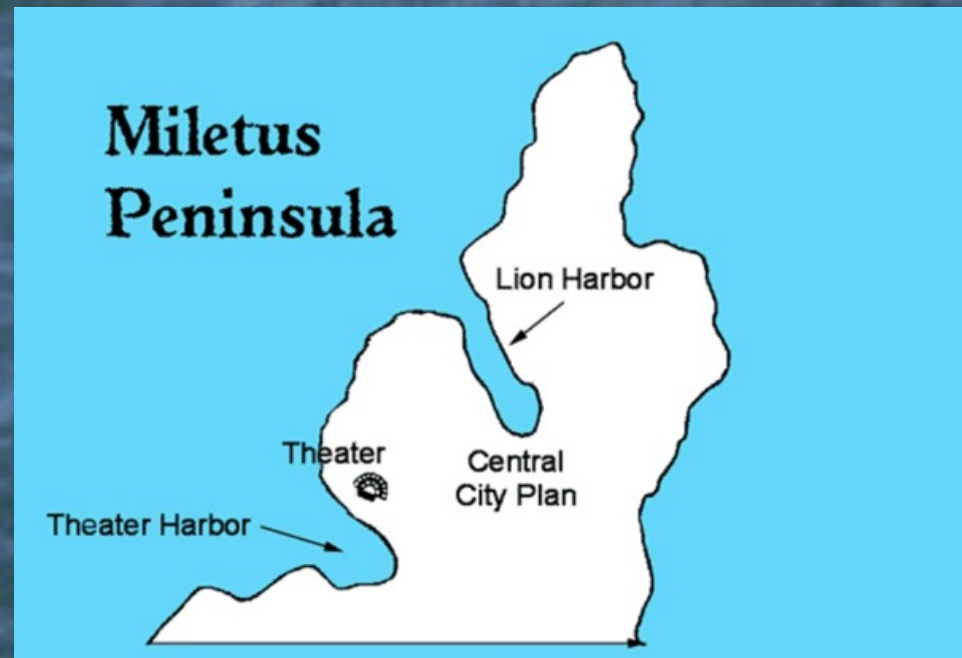 Miletus
Peninsula
Lion Harbor
Theater
Central
City Plan
Theater Harbor